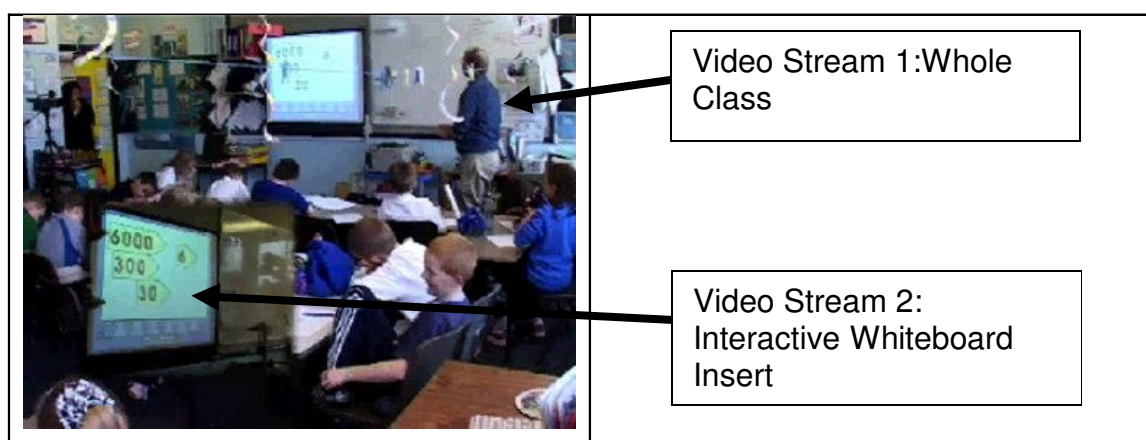 Video Stream 1:Whole
Class
6000
300
30
6
Video Stream 2:
Interactive Whiteboard
Insert